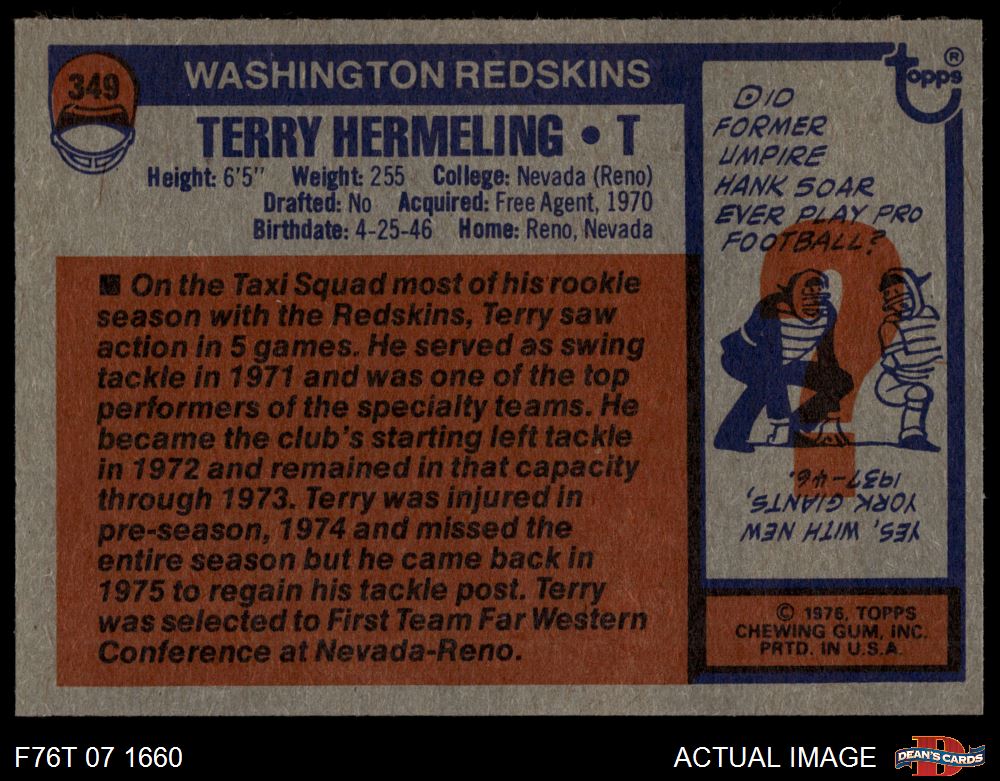 349
WASHINGTON REDSKINS
TERRY HERMELING • T
Height: 6'5" Weight: 255 College: Nevada (Reno)
Drafted: No Acquired: Free Agent, 1970
Birthdate: 4-25-46 Home: Reno, Nevada
■ On the Taxi Squad most of his rookie
season with the Redskins, Terry saw
action in 5 games. He served as swing
tackle in 1971 and was one of the top
performers of the specialty teams. He
became the club's starting left tackle
in 1972 and remained in that capacity
through 1973. Terry was injured in
pre-season, 1974 and missed the
entire season but he came back in
1975 to regain his tackle post. Terry
was selected to First Team Far Western
Conference at Nevada-Reno.
topps®
DID
FORMER
UMPIRE
HANK SOAR
EVER PLAY PRO
FOOTBALL?
?
YES, WITH NEW
YORK GIANTS,
1937-46.
© 1976, TOPPS
CHEWING GUM, INC.
PRTD. IN U.S.A.
F76T 07 1660
ACTUAL IMAGE
D
DEAN'S CARDS